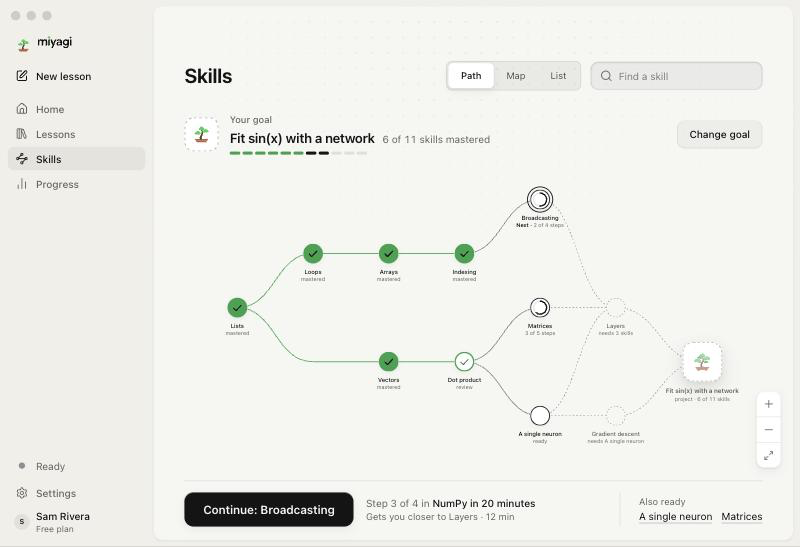 miyagi
New lesson
Home
Lessons
Skills
Progress
Ready
Settings
S
Sam Rivera
Free plan
Skills
Path
Map
List
Find a skill
Your goal
Fit sin(x) with a network 6 of 11 skills mastered
Change goal
Broadcasting
Next · 2 of 4 steps
Loops
mastered
Arrays
mastered
Indexing
mastered
Lists
mastered
Matrices
3 of 5 steps
Layers
needs 3 skills
Vectors
mastered
Dot product
review
Fit sin(x) with a network
project · 6 of 11 skills
A single neuron
ready
Gradient descent
needs A single neuron
+
−
Continue: Broadcasting
Step 3 of 4 in NumPy in 20 minutes
Gets you closer to Layers · 12 min
Also ready
A single neuron Matrices